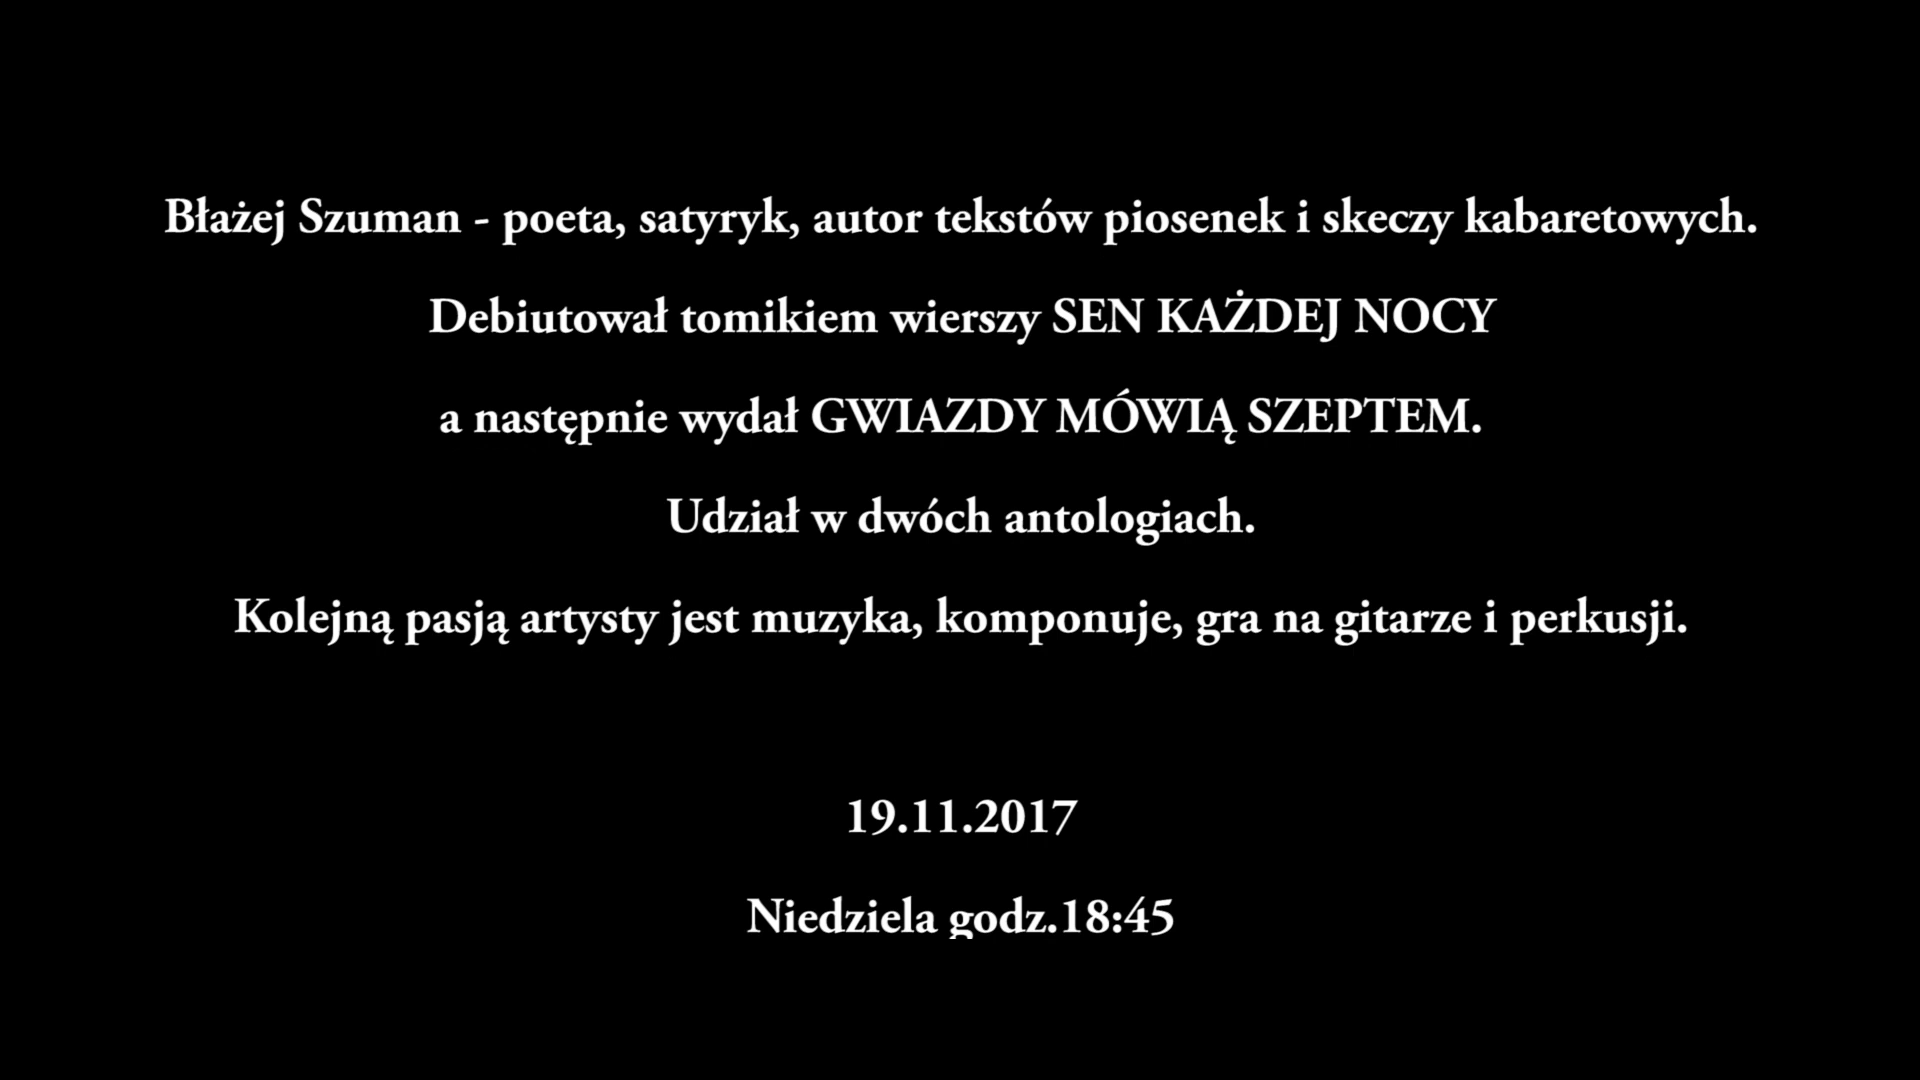 Błażej Szuman - poeta, satyryk, autor tekstów piosenek i skeczy kabaretowych.
Debiutował tomikiem wierszy SEN KAŻDEJ NOCY
a następnie wydał GWIAZDY MÓWIĄ SZEPTEM.
Udział w dwóch antologiach.
Kolejną pasją artysty jest muzyka, komponuje, gra na gitarze i perkusji.
19.11.2017
Niedziela godz.18:45